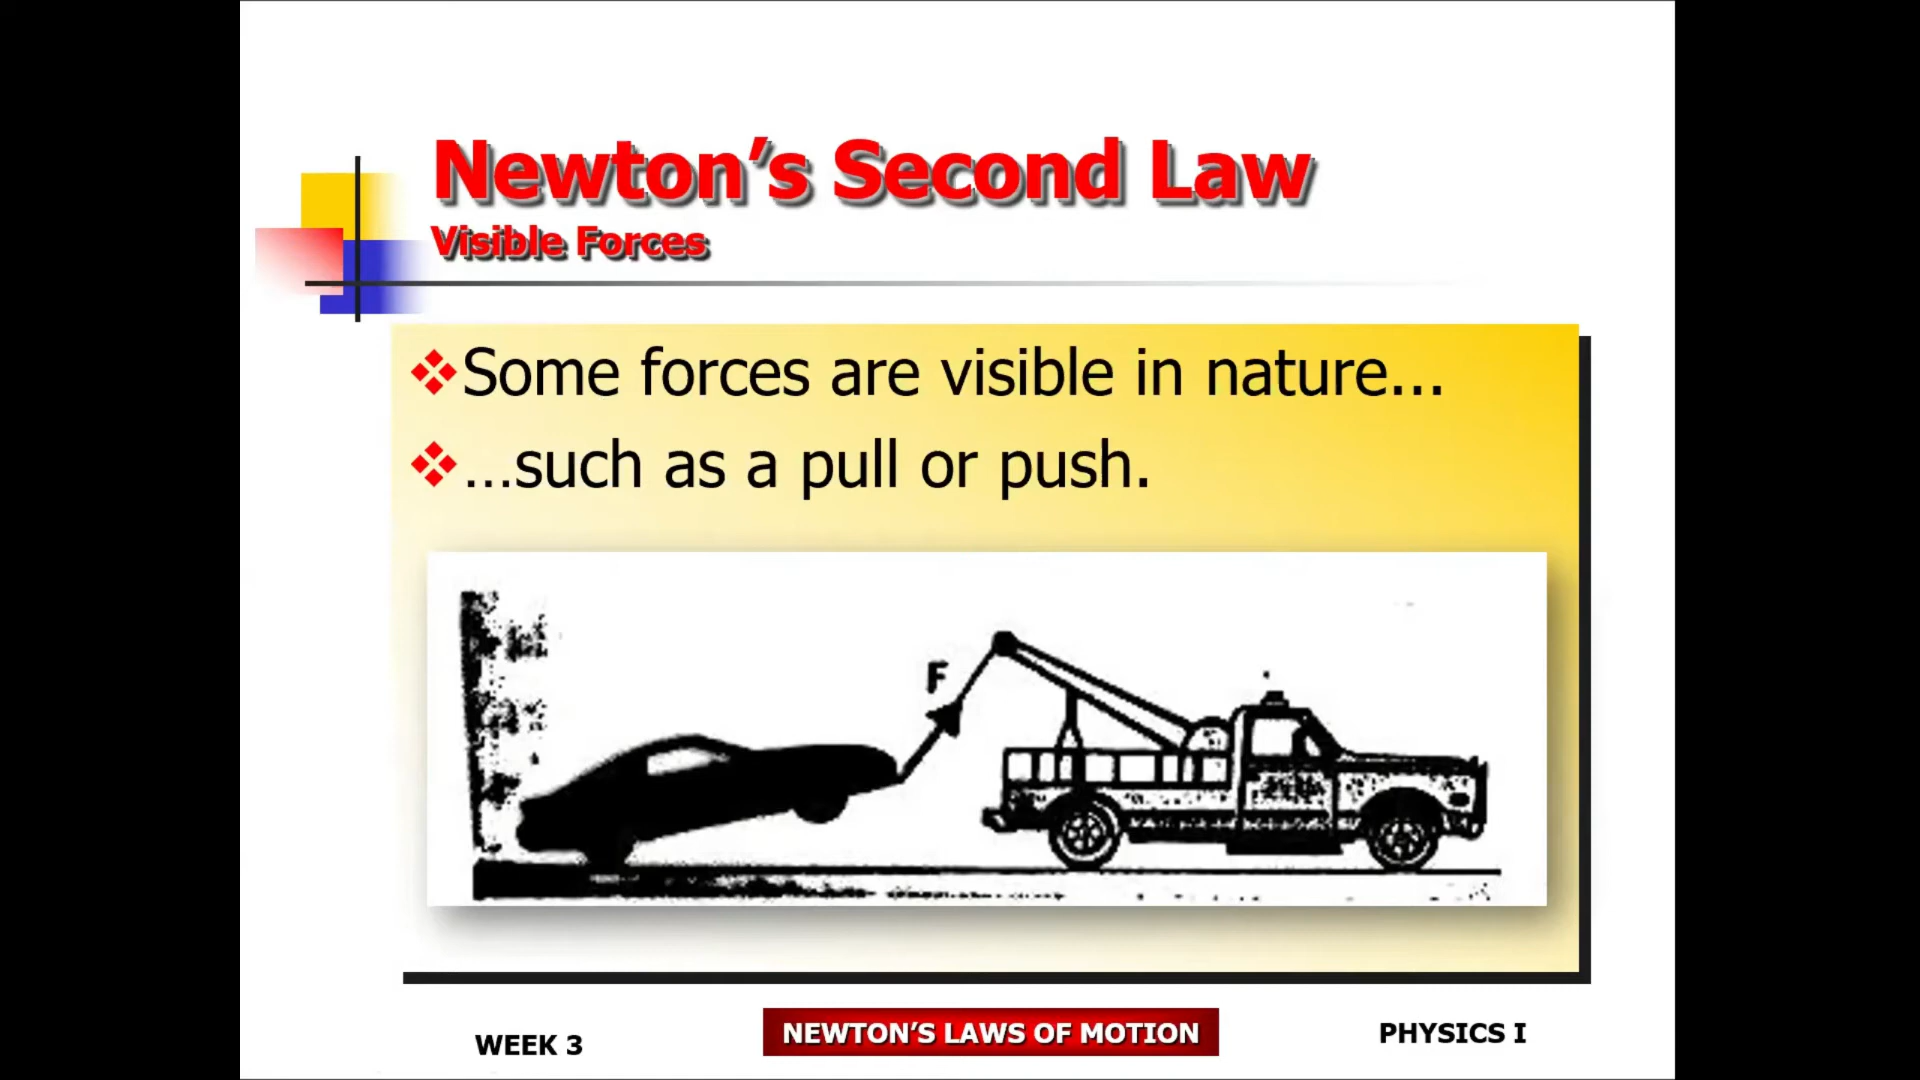 Newton’s Second Law
Visible Forces
Some forces are visible in nature...
...such as a pull or push.
F
WEEK 3
NEWTON’S LAWS OF MOTION
PHYSICS I